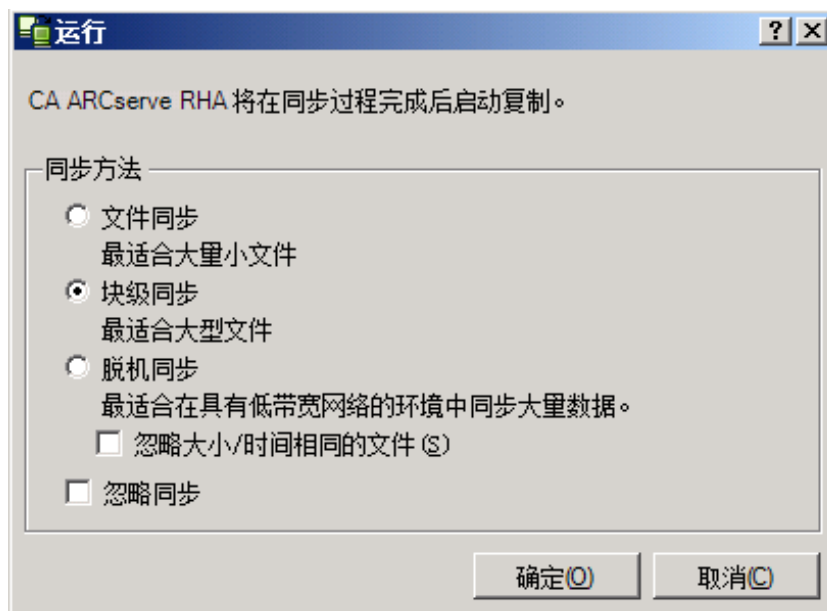 运行
CA ARCserve RHA 将在同步过程完成后启动复制。
同步方法
文件同步
最适合大量小文件
块级同步
最适合大型文件
脱机同步
最适合在具有低带宽网络的环境中同步大量数据。
忽略大小/时间相同的文件(S)
忽略同步
确定(O) 取消(C)